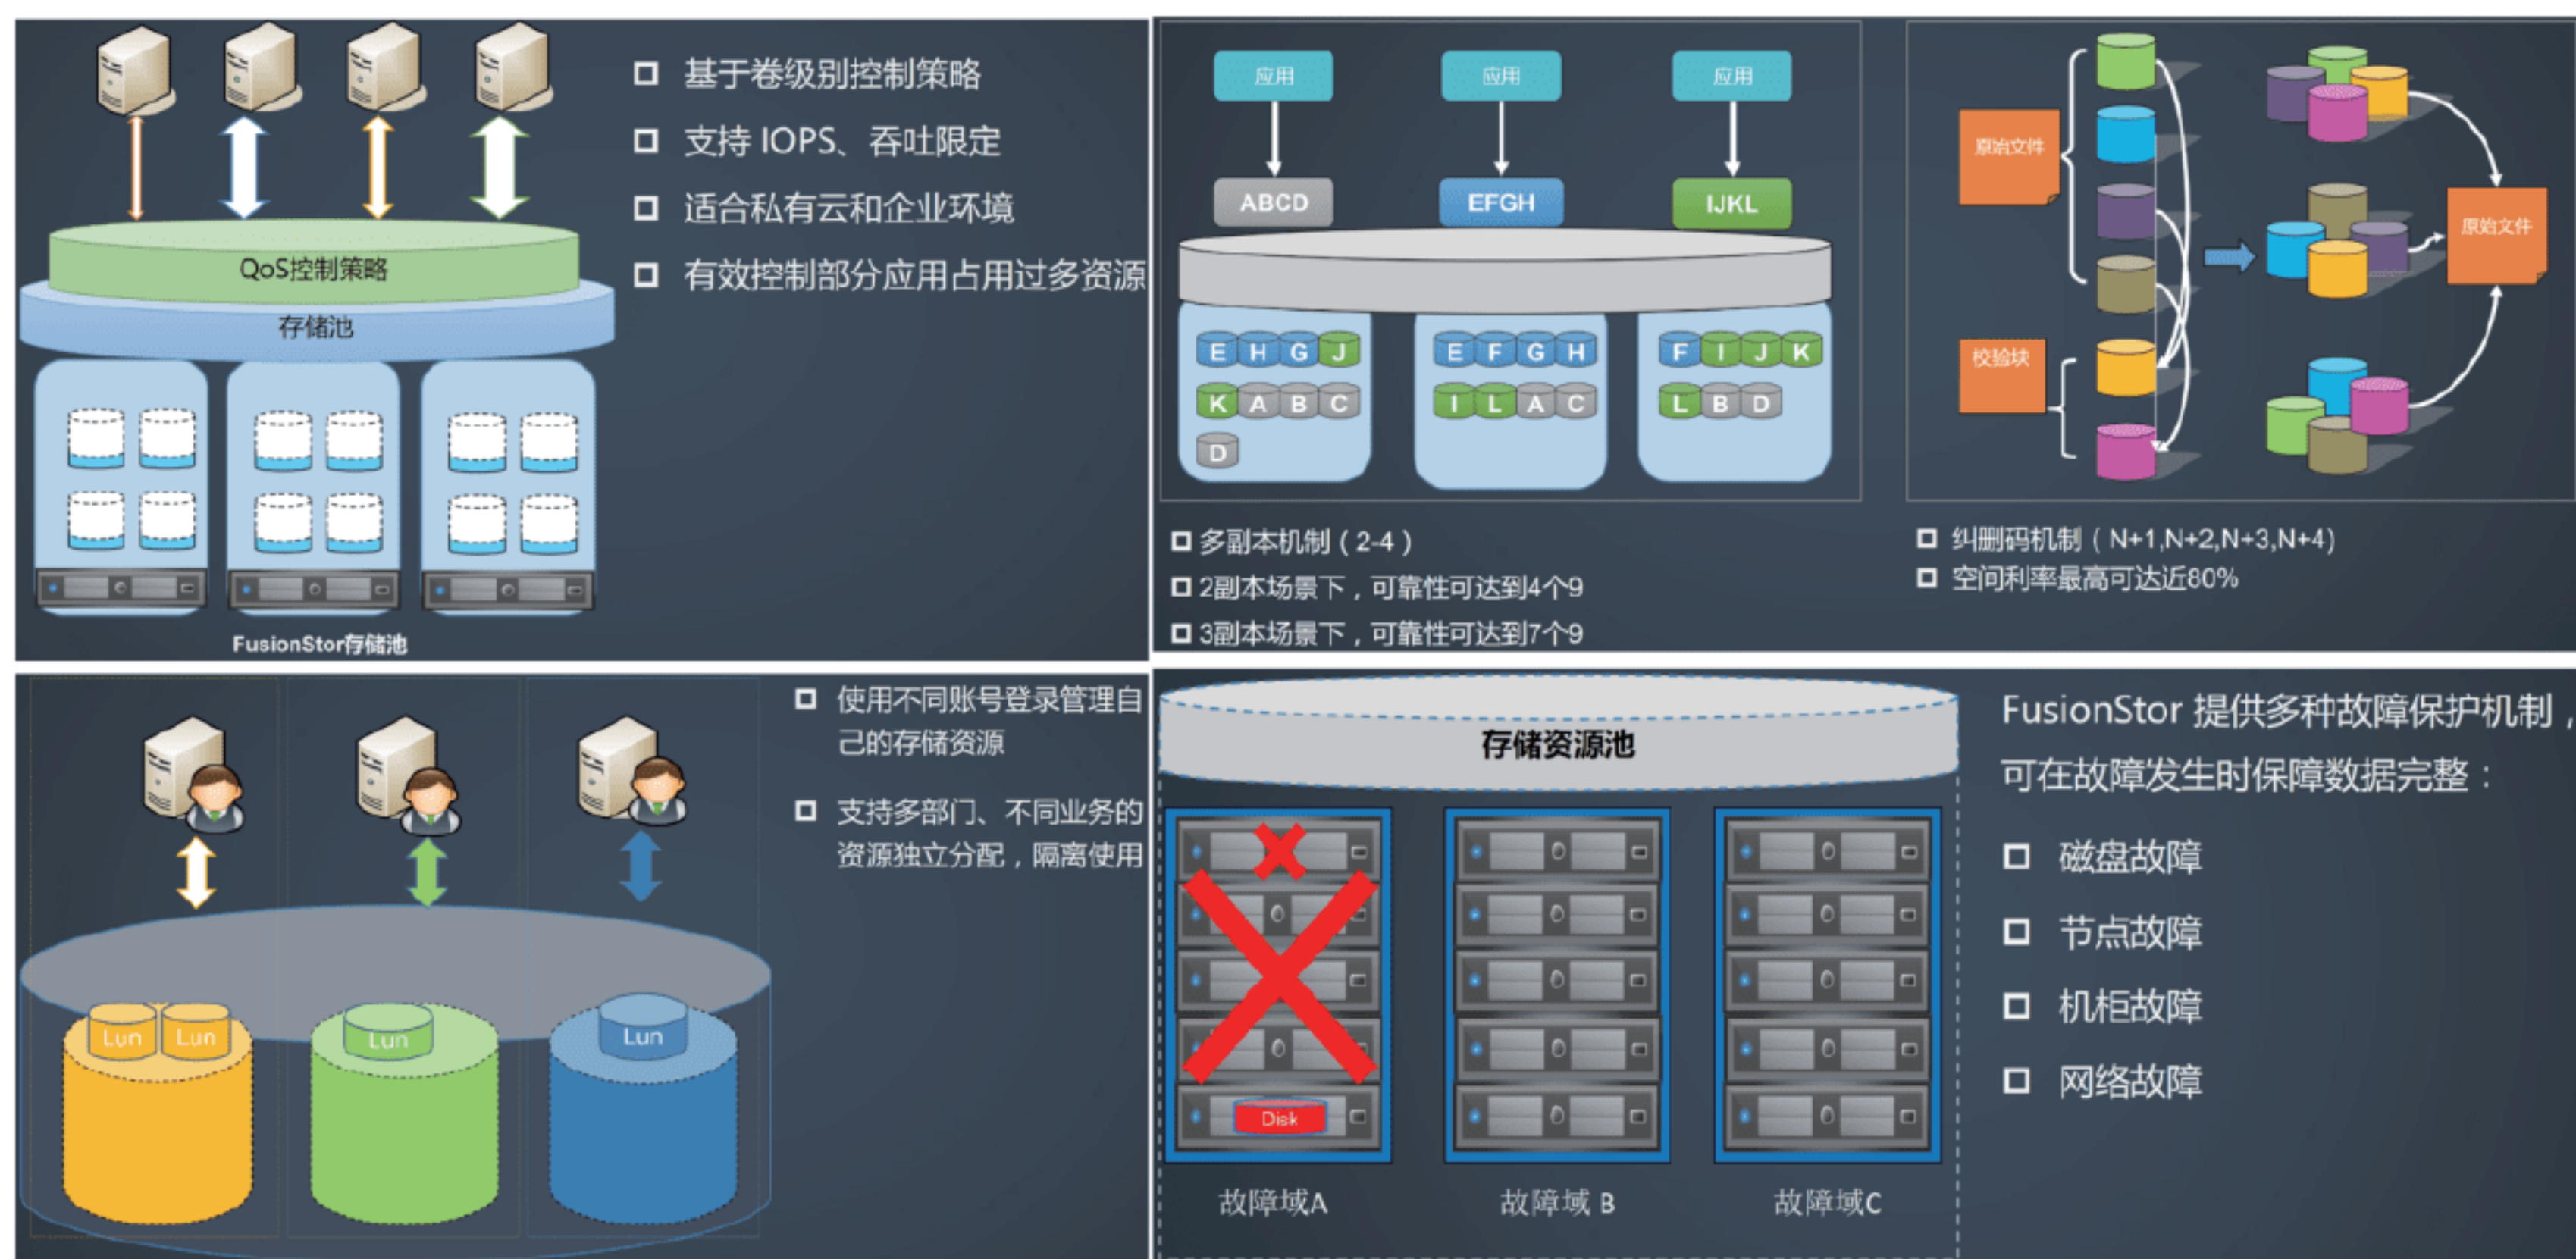 基于卷级别控制策略
支持 IOPS、吞吐限定
适合私有云和企业环境
有效控制部分应用占用过多资源
QoS控制策略
存储池
FusionStor存储池
应用 应用 应用
ABCD EFGH IJKL
E H G J E F G H F I J K
K A B C I L A C L B D
D
多副本机制（2-4）
2副本场景下，可靠性可达到4个9
3副本场景下，可靠性可达到7个9
原始文件
校验块
原始文件
纠删码机制（N+1,N+2,N+3,N+4)
空间利率最高可达近80%
使用不同账号登录管理自
己的存储资源
支持多部门、不同业务的
资源独立分配，隔离使用
Lun Lun Lun Lun
存储资源池
Disk
故障域A 故障域 B 故障域C
FusionStor 提供多种故障保护机制，
可在故障发生时保障数据完整：
磁盘故障
节点故障
机柜故障
网络故障